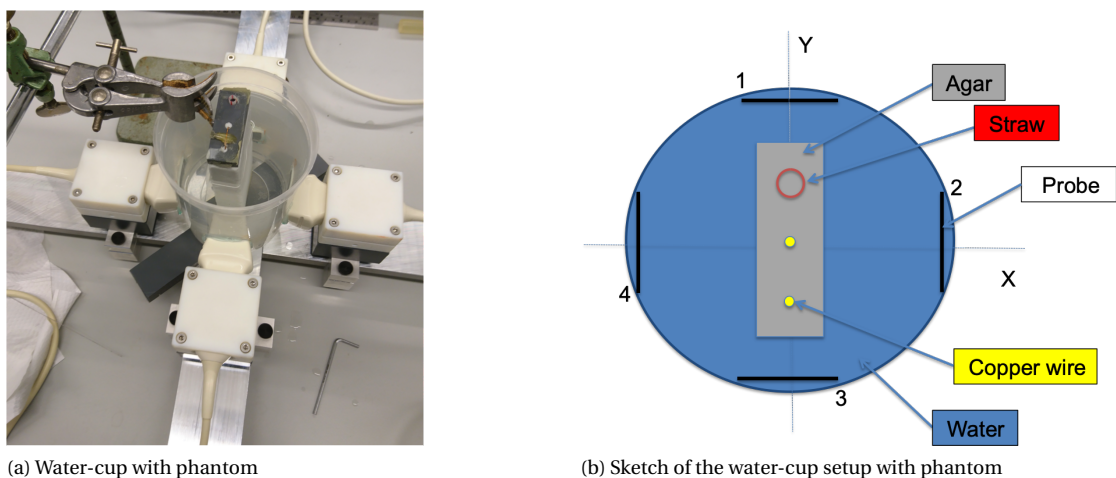 Y
1
Agar
Straw
Probe
2
X
4
3
Copper wire
Water
(a) Water-cup with phantom
(b) Sketch of the water-cup setup with phantom